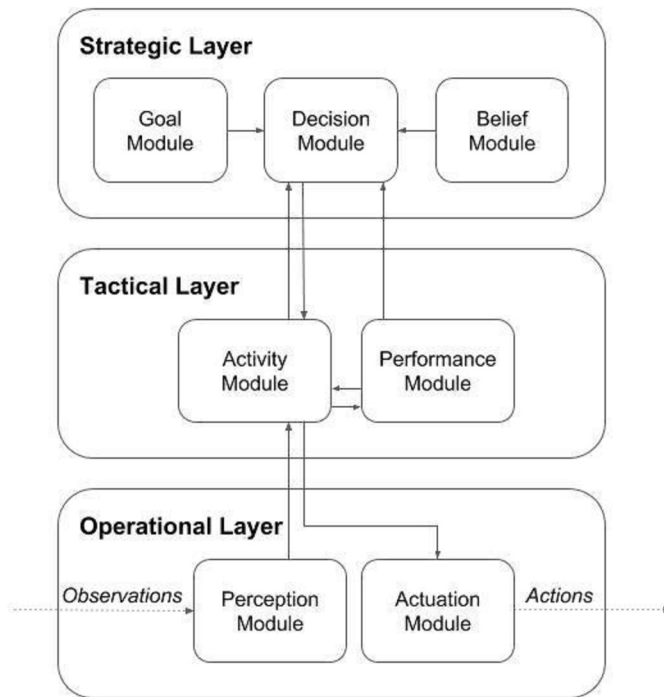 Strategic Layer
Goal
Module
Decision
Module
Belief
Module
Tactical Layer
Activity
Module
Performance
Module
Operational Layer
Observations
Perception
Module
Actuation
Module
Actions